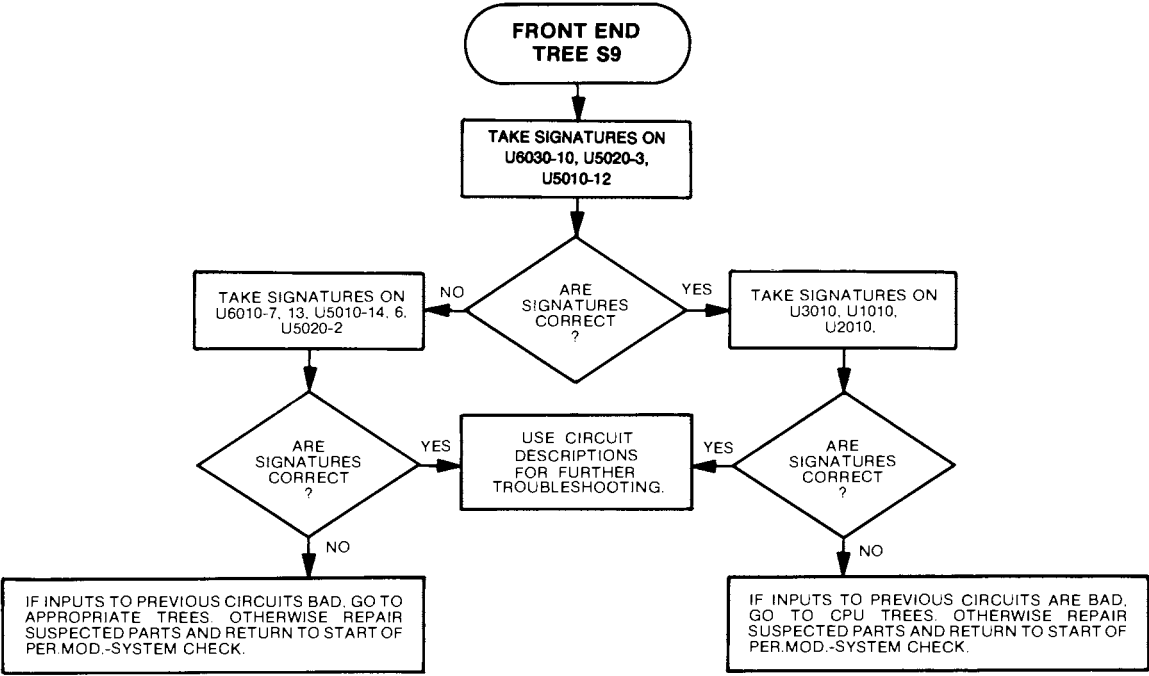 FRONT END
TREE S9
TAKE SIGNATURES ON
U6030-10, U5020-3,
U5010-12
ARE
SIGNATURES
CORRECT
?
NO
YES
TAKE SIGNATURES ON
U6010-7, 13, U5010-14, 6,
U5020-2
TAKE SIGNATURES ON
U3010, U1010,
U2010,
ARE
SIGNATURES
CORRECT
?
YES
USE CIRCUIT
DESCRIPTIONS
FOR FURTHER
TROUBLESHOOTING.
YES
ARE
SIGNATURES
CORRECT
?
NO
NO
IF INPUTS TO PREVIOUS CIRCUITS BAD, GO TO
APPROPRIATE TREES. OTHERWISE REPAIR
SUSPECTED PARTS AND RETURN TO START OF
PER.MOD.-SYSTEM CHECK.
IF INPUTS TO PREVIOUS CIRCUITS ARE BAD,
GO TO CPU TREES. OTHERWISE REPAIR
SUSPECTED PARTS AND RETURN TO START OF
PER.MOD.-SYSTEM CHECK.